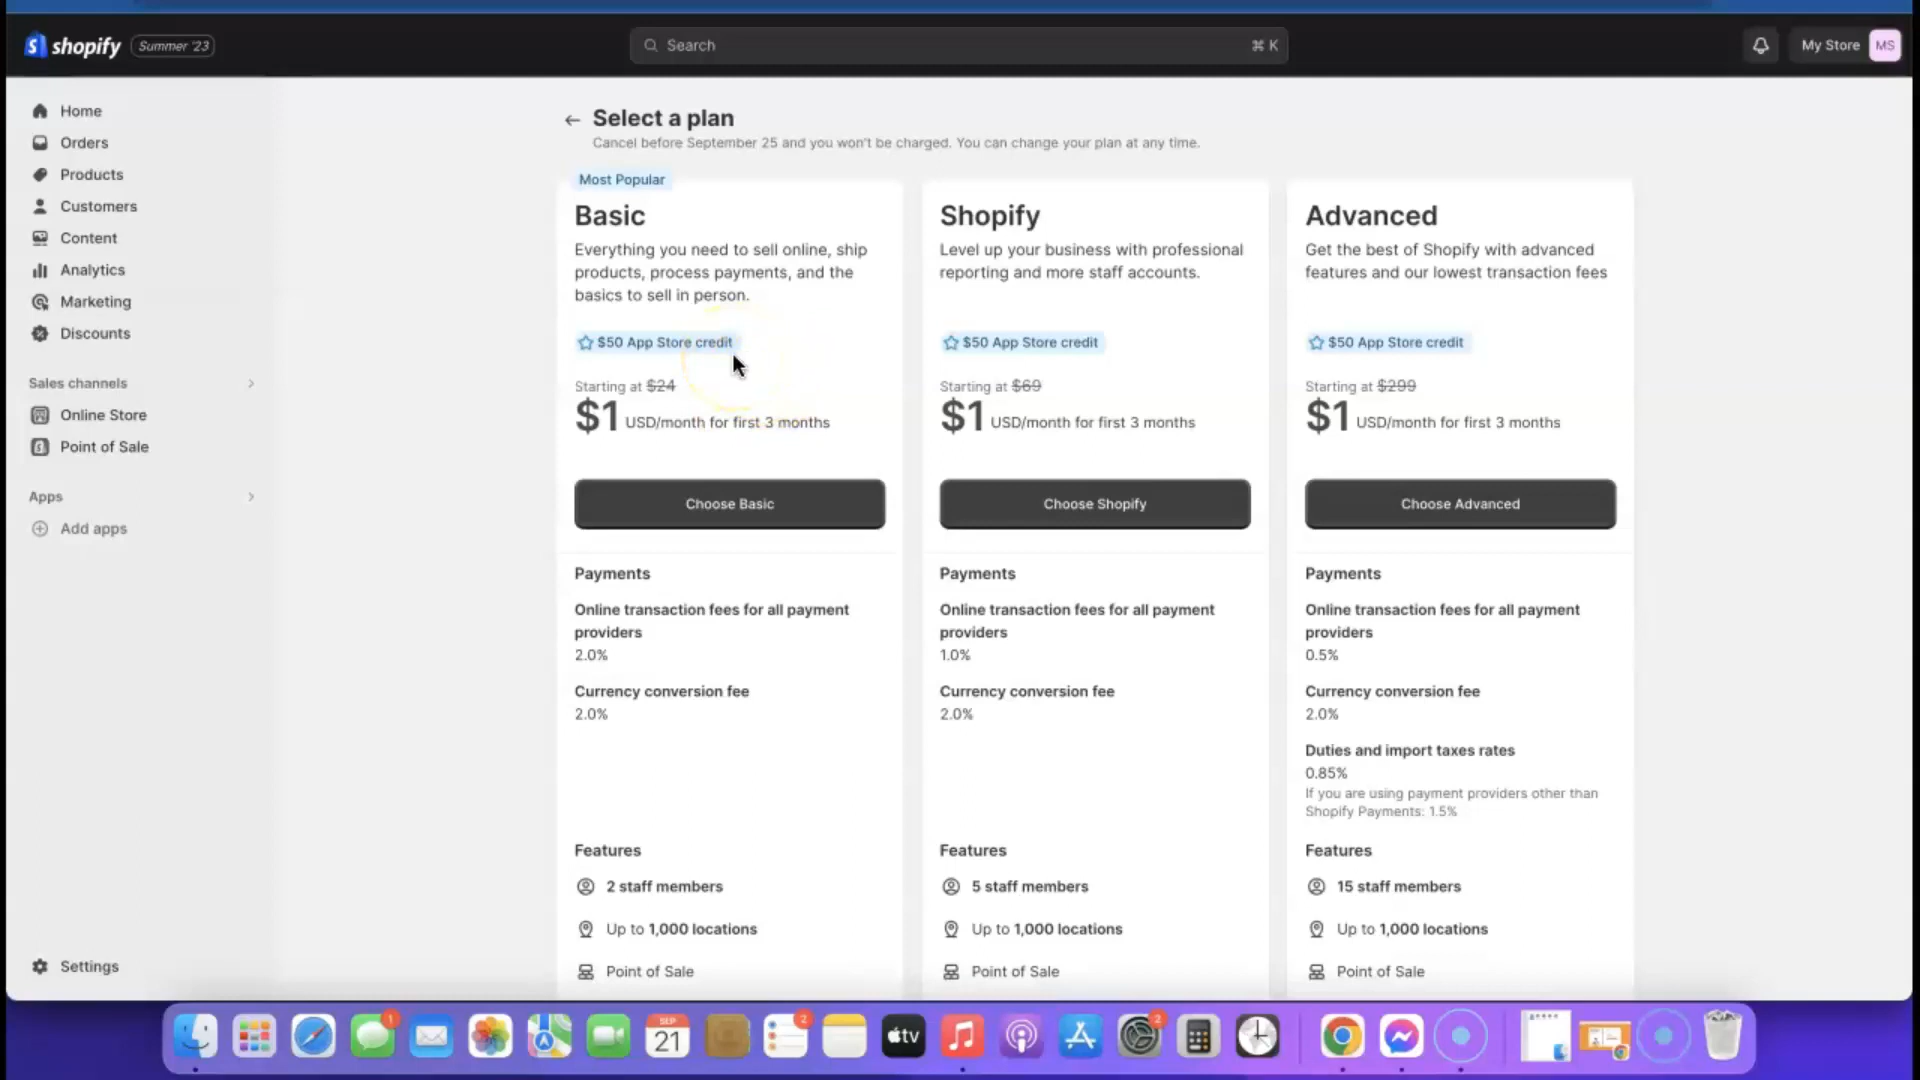 shopify Summer '23
Search ⌘ K
My Store MS
Home
Orders
Products
Customers
Content
Analytics
Marketing
Discounts
Sales channels
Online Store
Point of Sale
Apps
Add apps
Settings
Select a plan
Cancel before September 25 and you won't be charged. You can change your plan at any time.
Most Popular
Basic
Everything you need to sell online, ship
products, process payments, and the
basics to sell in person.
$50 App Store credit
Starting at $24
$1 USD/month for first 3 months
Choose Basic
Payments
Online transaction fees for all payment
providers
2.0%
Currency conversion fee
2.0%
Features
2 staff members
Up to 1,000 locations
Point of Sale
Shopify
Level up your business with professional
reporting and more staff accounts.
$50 App Store credit
Starting at $69
$1 USD/month for first 3 months
Choose Shopify
Payments
Online transaction fees for all payment
providers
1.0%
Currency conversion fee
2.0%
Features
5 staff members
Up to 1,000 locations
Point of Sale
Advanced
Get the best of Shopify with advanced
features and our lowest transaction fees
$50 App Store credit
Starting at $299
$1 USD/month for first 3 months
Choose Advanced
Payments
Online transaction fees for all payment
providers
0.5%
Currency conversion fee
2.0%
Duties and import taxes rates
0.85%
If you are using payment providers other than
Shopify Payments: 1.5%
Features
15 staff members
Up to 1,000 locations
Point of Sale
1
SEP
21
2
tv
2